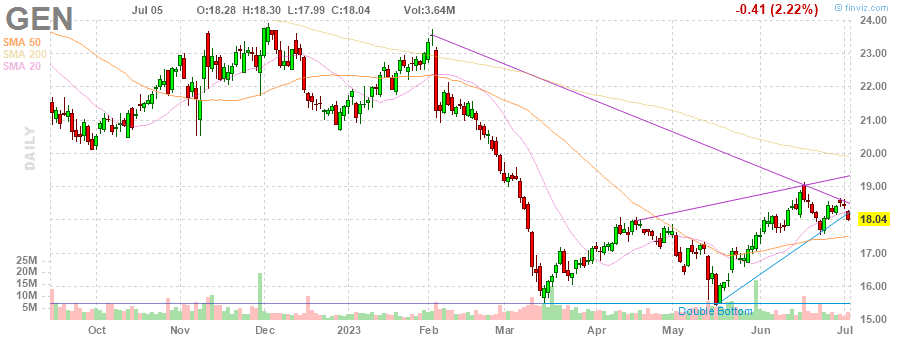 GEN Jul 05 O:18.28 H:18.30 L:17.99 C:18.04 Vol:3.64M -0.41 (2.22%) © finviz.com
SMA 50
SMA 200
SMA 20
DAILY
24.00
23.00
22.00
21.00
20.00
19.00
18.04
17.00
16.00
15.00
25M
20M
15M
10M
5M
Double Bottom
Oct Nov Dec 2023 Feb Mar Apr May Jun Jul